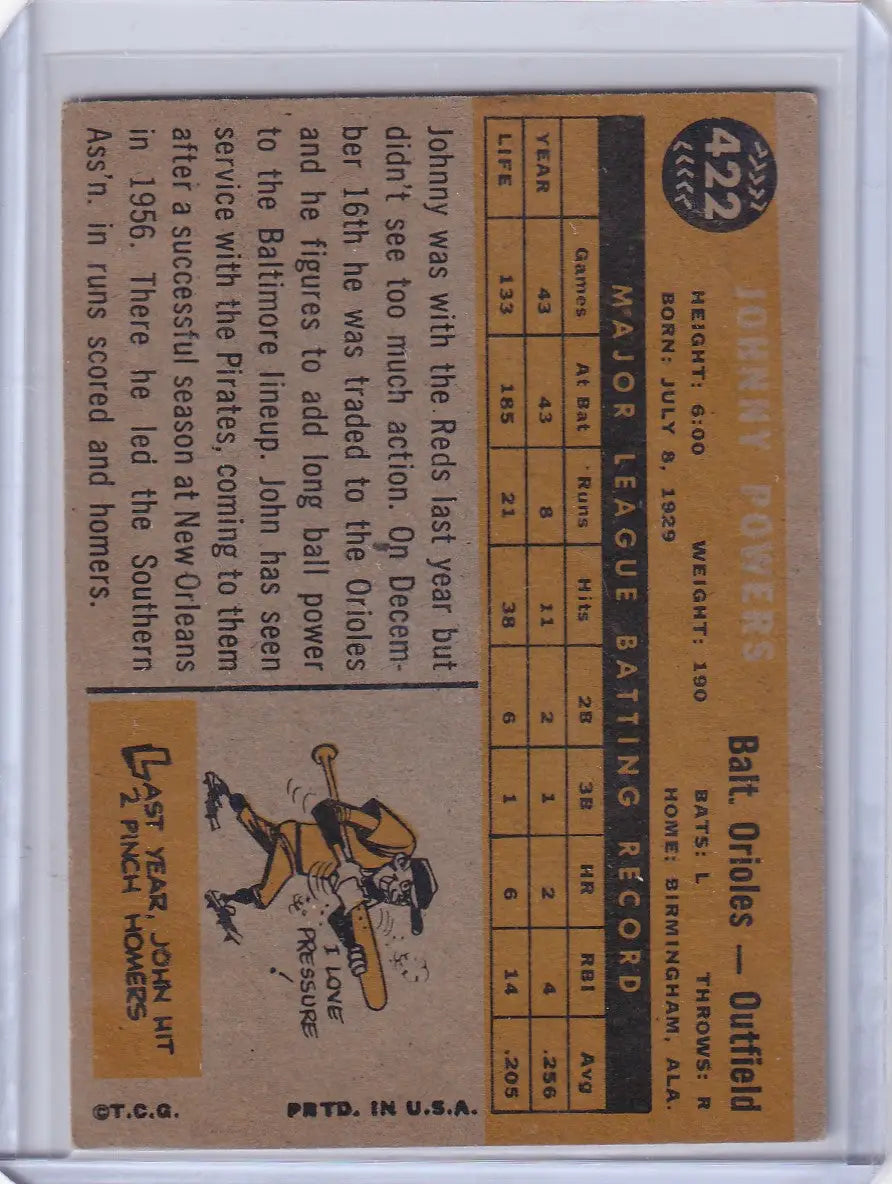 422
JOHNNY POWERS
Balt. Orioles — Outfield
HEIGHT: 6:00 WEIGHT: 190 BATS: L THROWS: R
BORN: JULY 8, 1929 HOME: BIRMINGHAM, ALA.
MAJOR LEAGUE BATTING RECORD
Games At Bat Runs Hits 2B 3B HR RBI Avg
YEAR 43 43 8 11 2 1 2 4 .256
LIFE 133 185 21 38 6 1 6 14 .205
Johnny was with the Reds last year but
didn't see too much action. On Decem-
ber 16th he was traded to the Orioles
and he figures to add long ball power
to the Baltimore lineup. John has seen
service with the Pirates, coming to them
after a successful season at New Orleans
in 1956. There he led the Southern
Ass'n. in runs scored and homers.
I LOVE
PRESSURE!
LAST YEAR, JOHN HIT
2 PINCH HOMERS
PRTD. IN U.S.A.
©T.C.G.